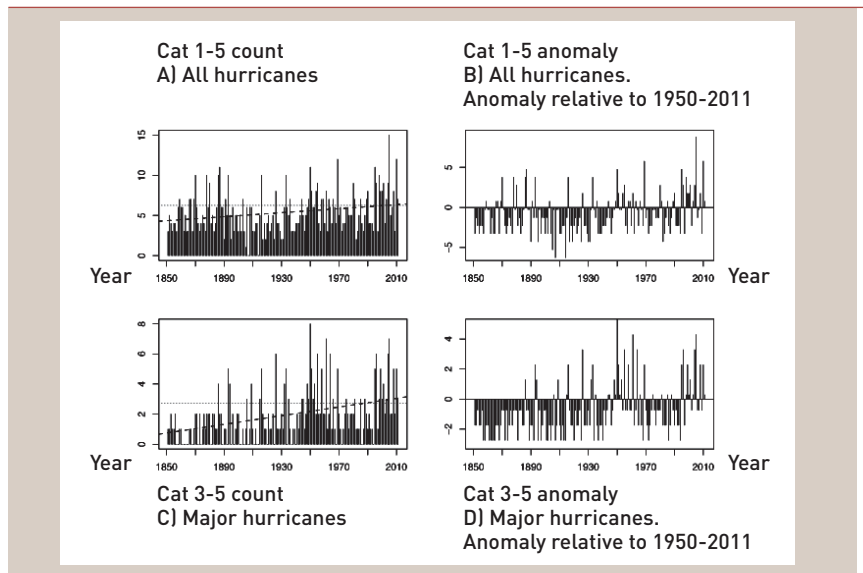 Cat 1-5 count
A) All hurricanes
Cat 1-5 anomaly
B) All hurricanes.
Anomaly relative to 1950-2011
15
10
5
0
5
0
-5
Year
1850
1890
1930
1970
2010
1850
1890
1930
1970
2010
Year
8
6
4
2
0
4
2
0
-2
Year
1850
1890
1930
1970
2010
1850
1890
1930
1970
2010
Year
Cat 3-5 count
C) Major hurricanes
Cat 3-5 anomaly
D) Major hurricanes.
Anomaly relative to 1950-2011